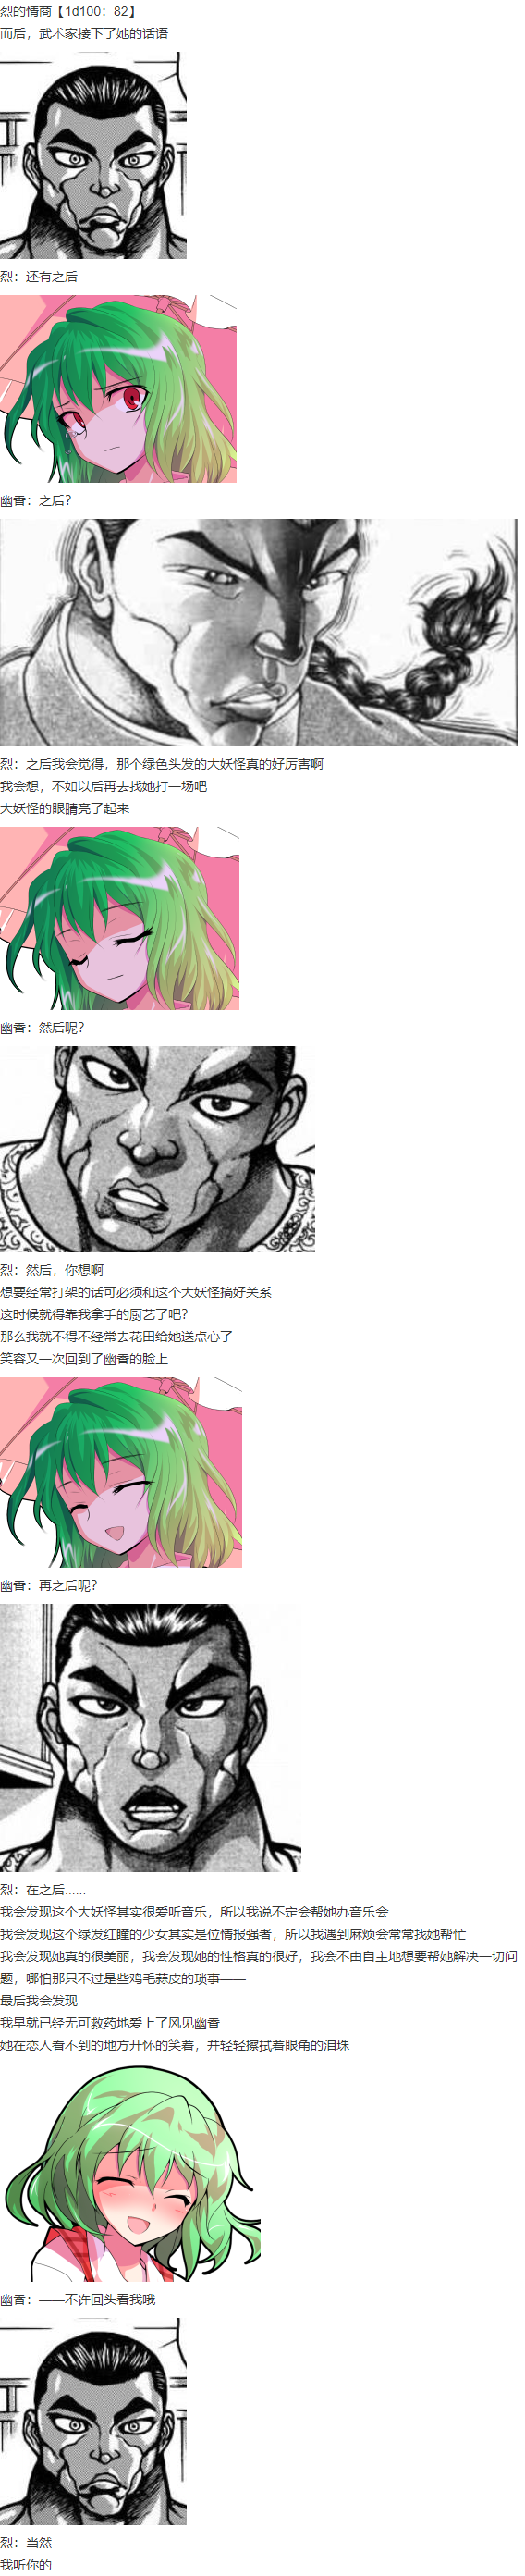 烈的情商【1d100：82】
而后，武术家接下了她的话语
烈：还有之后
幽香：之后？
烈：之后我会觉得，那个绿色头发的大妖怪真的好厉害啊
我会想，不如以后再去找她打一场吧
大妖怪的眼睛亮了起来
幽香：然后呢？
烈：然后，你想啊
想要经常打架的话可必须和这个大妖怪搞好关系
这时候就得靠我拿手的厨艺了吧？
那么我就不得不经常去花田给她送点心了
笑容又一次回到了幽香的脸上
幽香：再之后呢？
烈：在之后......
我会发现这个大妖怪其实很爱听音乐，所以我说不定会帮她办音乐会
我会发现这个绿发红瞳的少女其实是位情报强者，所以我遇到麻烦会常常找她帮忙
我会发现她真的很美丽，我会发现她的性格真的很好，我会不由自主地想要帮她解决一切问
题，哪怕那只不过是些鸡毛蒜皮的琐事——
最后我会发现
我早就已经无可救药地爱上了风见幽香
她在恋人看不到的地方开怀的笑着，并轻轻擦拭着眼角的泪珠
幽香：——不许回头看我哦
烈：当然
我听你的